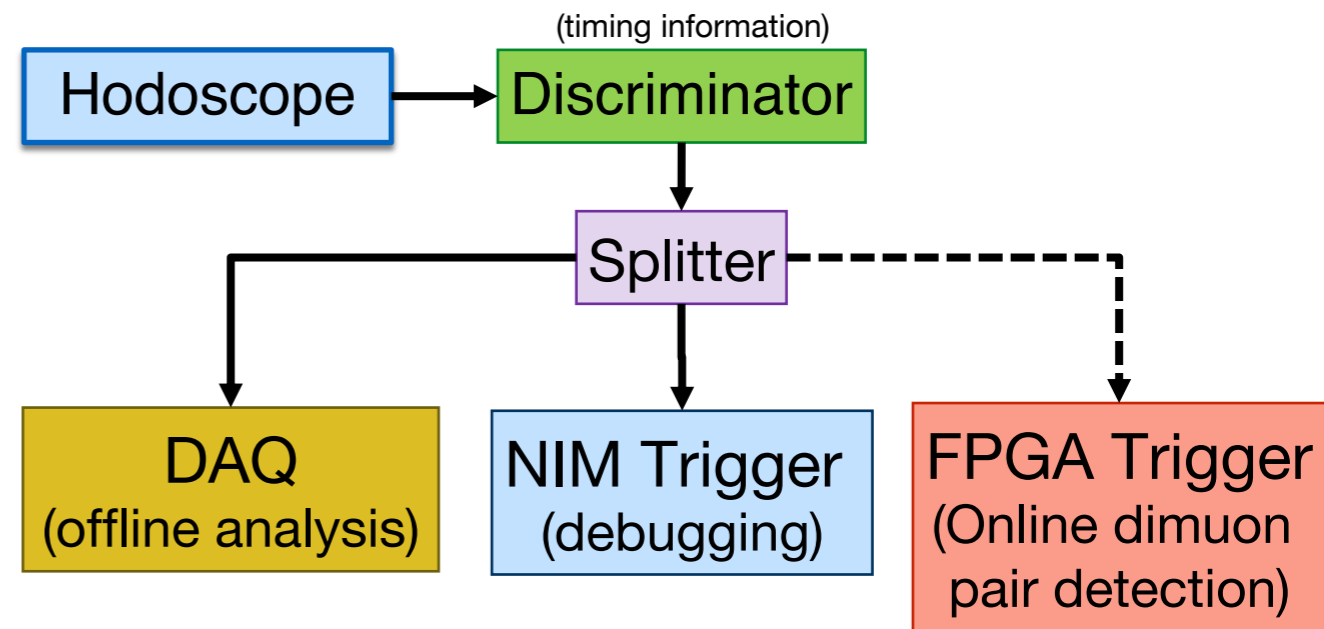 (timing information)
Hodoscope
Discriminator
Splitter
DAQ
(offline analysis)
NIM Trigger
(debugging)
FPGA Trigger
(Online dimuon
pair detection)